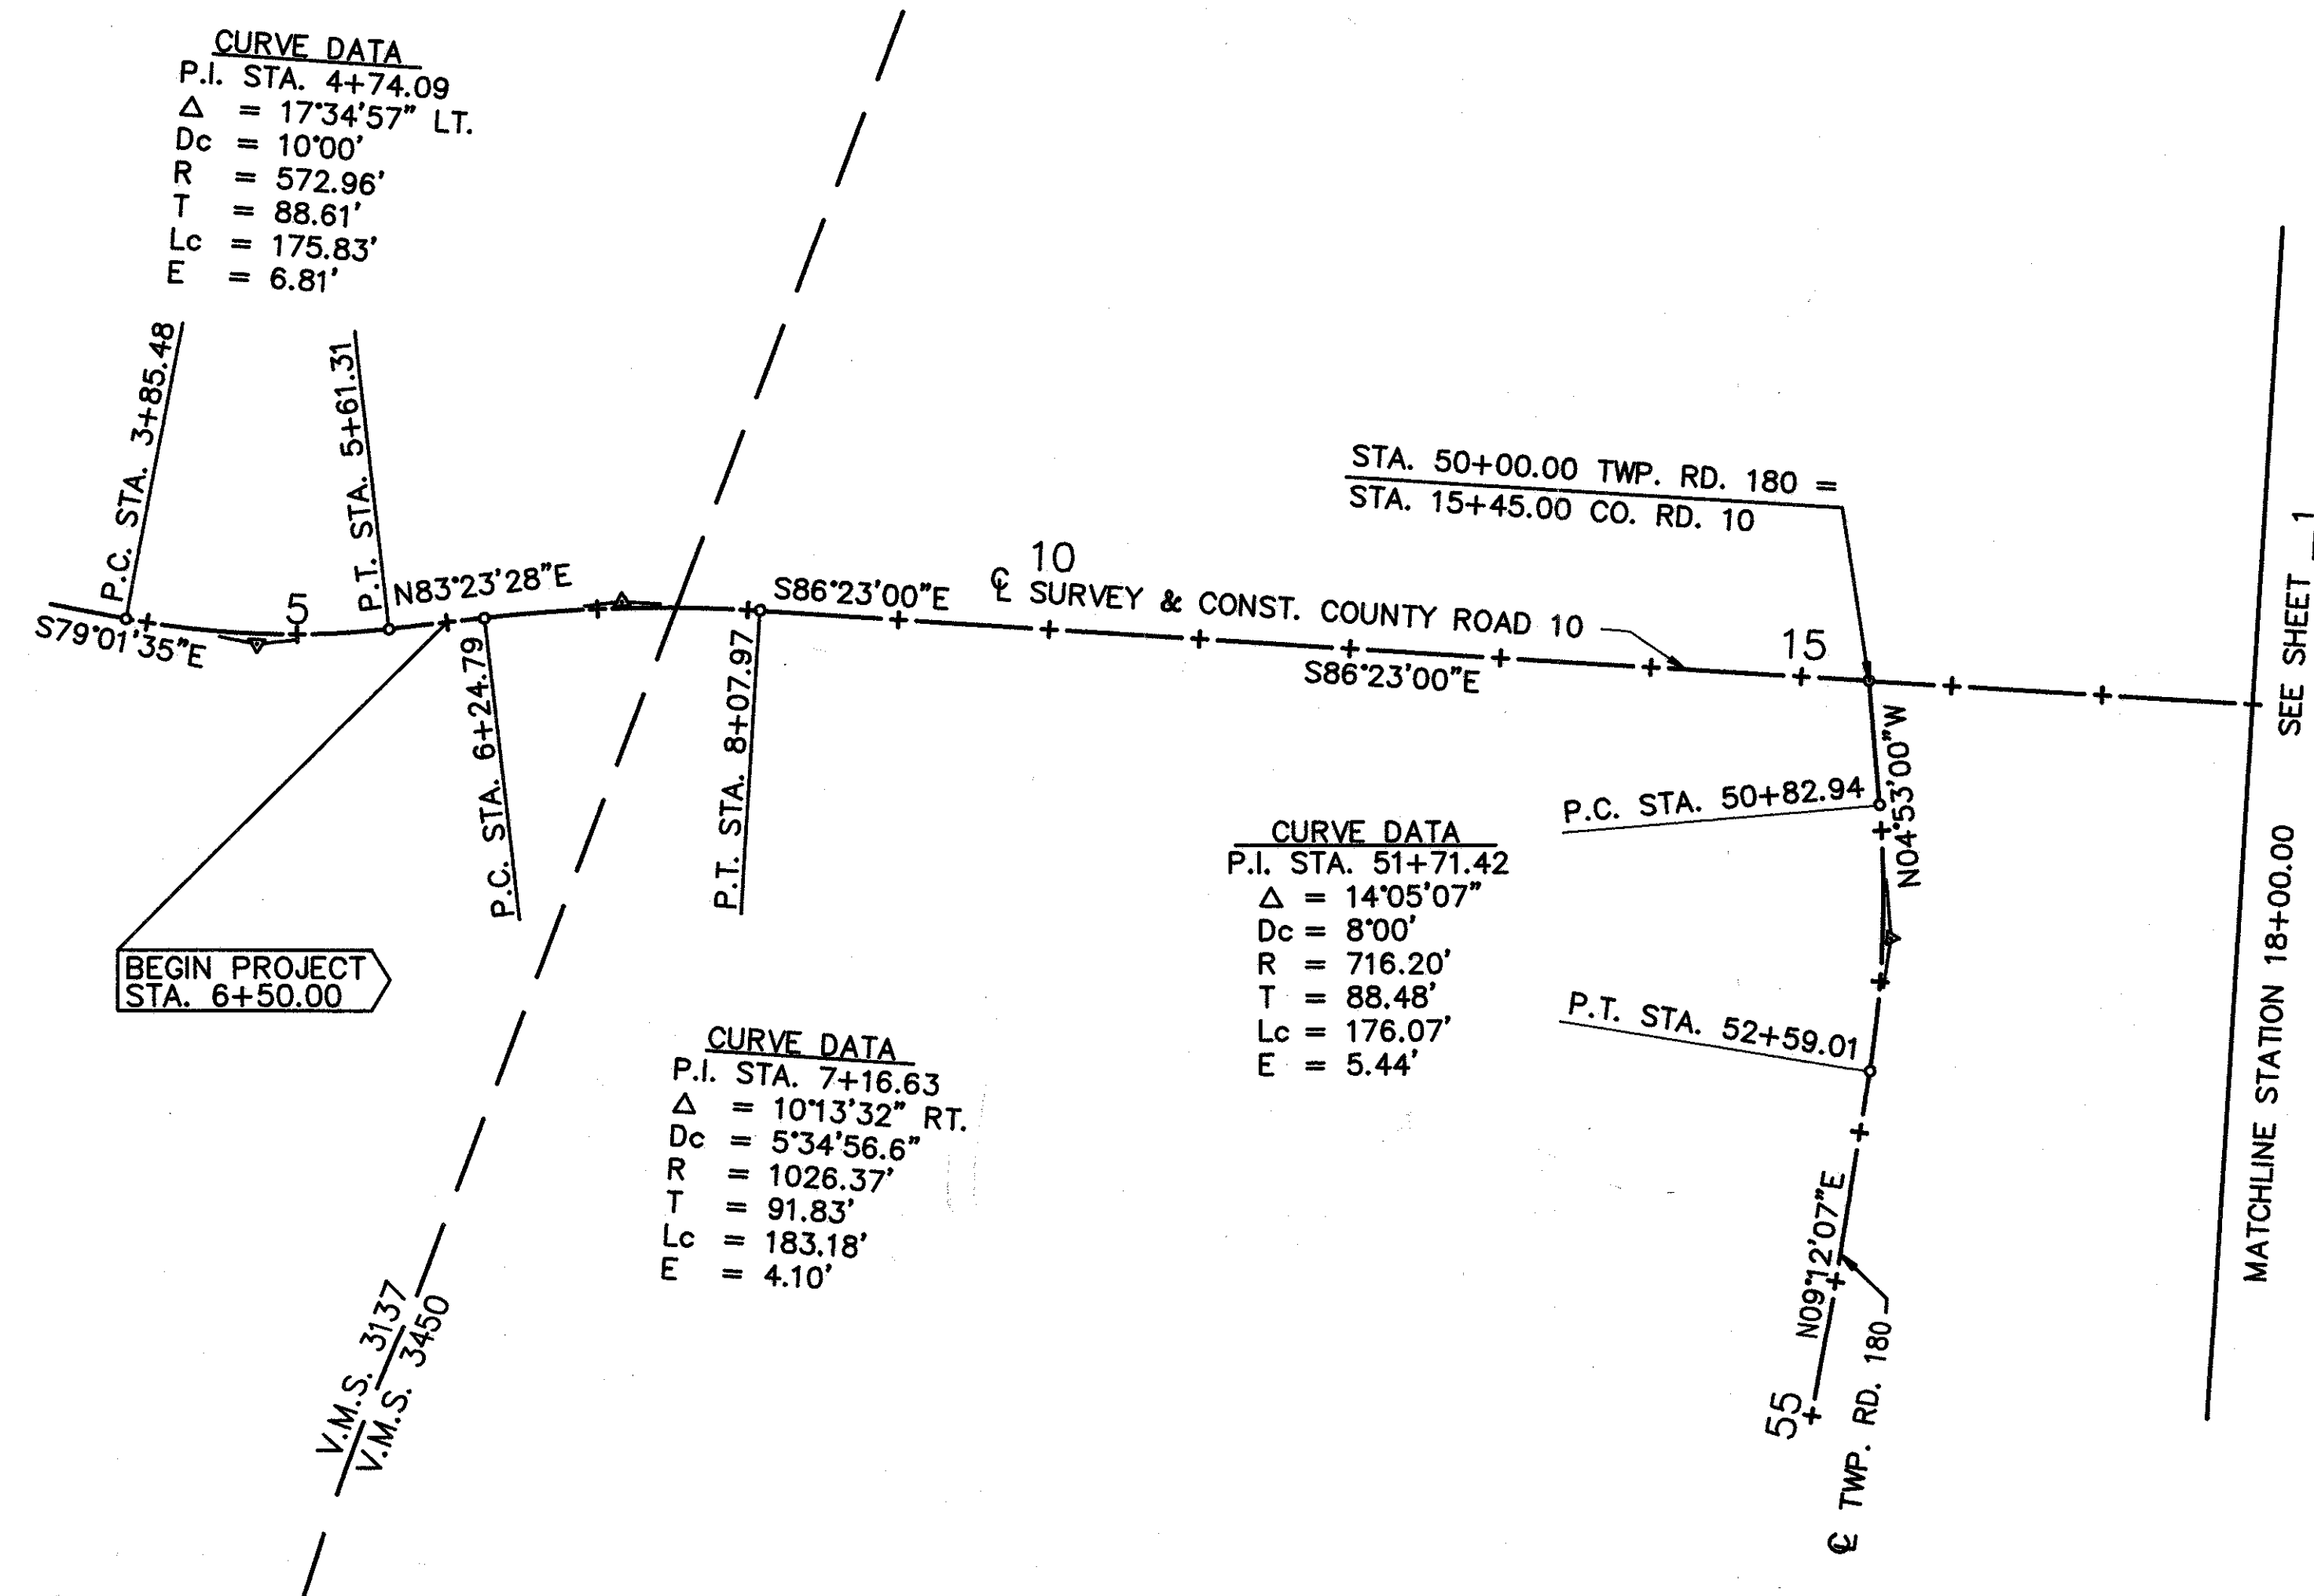 CURVE DATA
P.I. STA. 4+74.09
△ = 17°34'57" LT.
Dc = 10°00'
R = 572.96'
T = 88.61'
Lc = 175.83'
E = 6.81'
P.C. STA. 3+85.48
P.T. STA. 5+61.31
S79°01'35"E
5
N83°23'28"E
P.C. STA. 6+24.79
P.T. STA. 8+07.97
S86°23'00"E
10
℄ SURVEY & CONST. COUNTY ROAD 10
S86°23'00"E
STA. 50+00.00 TWP. RD. 180 =
STA. 15+45.00 CO. RD. 10
15
BEGIN PROJECT
STA. 6+50.00
CURVE DATA
P.I. STA. 7+16.63
△ = 10°13'32" RT.
Dc = 5°34'56.6"
R = 1026.37'
T = 91.83'
Lc = 183.18'
E = 4.10'
CURVE DATA
P.I. STA. 51+71.42
△ = 14°05'07"
Dc = 8°00'
R = 716.20'
T = 88.48'
Lc = 176.07'
E = 5.44'
P.C. STA. 50+82.94
N04°53'00"W
P.T. STA. 52+59.01
N09°12'07"E
55
℄ TWP. RD. 180
V.M.S. 3137
V.M.S. 3450
MATCHLINE STATION 18+00.00 SEE SHEET 1